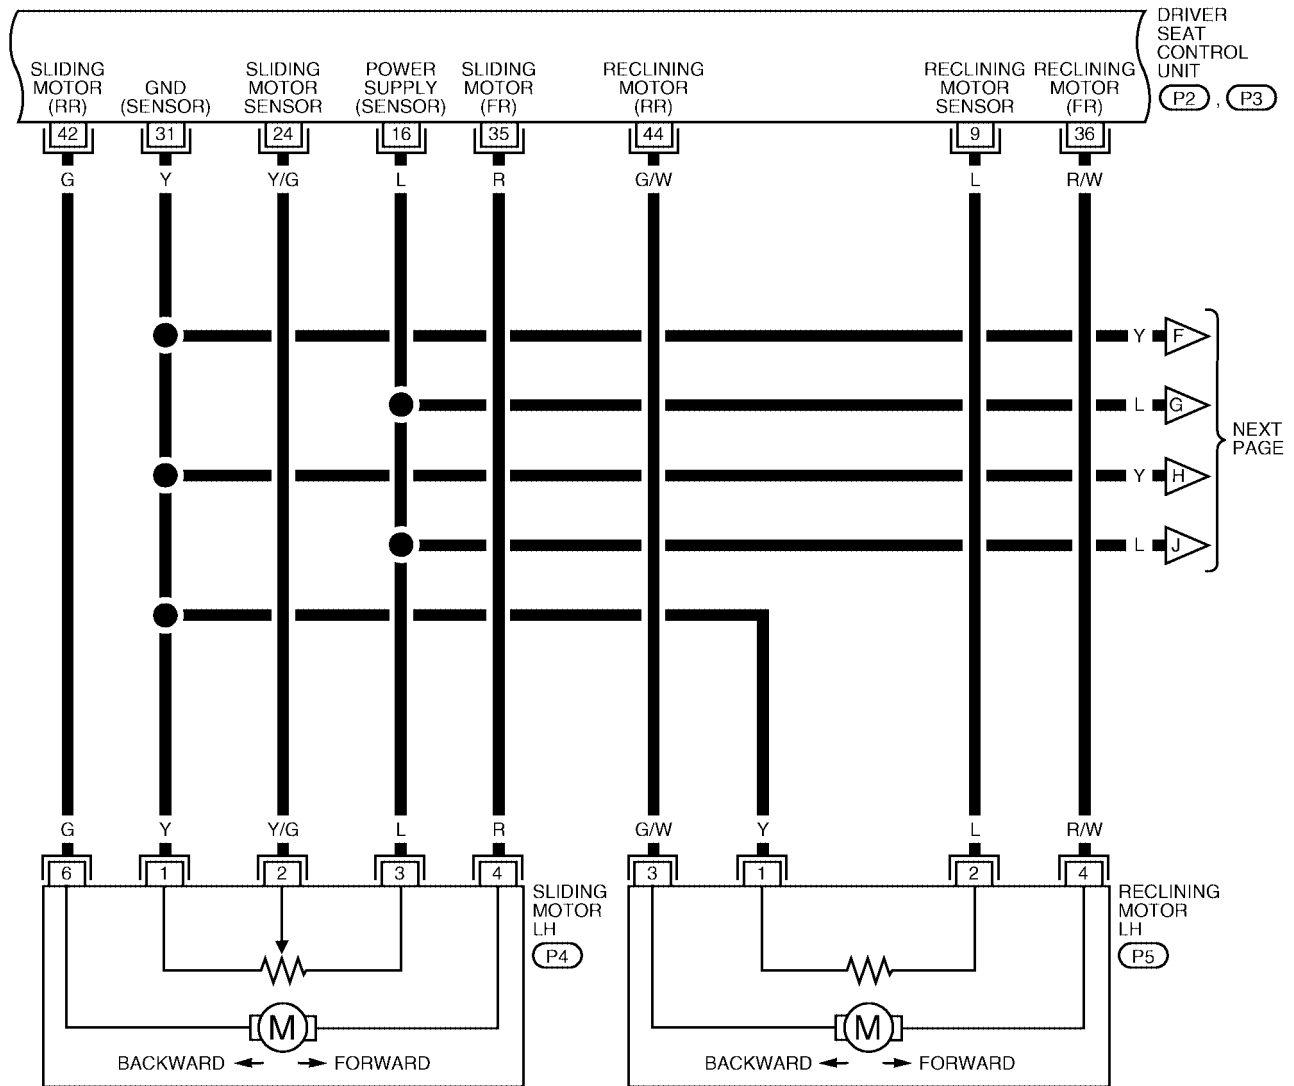 DRIVER
SEAT
CONTROL
UNIT
P2 , P3
SLIDING
MOTOR
(RR)
GND
(SENSOR)
SLIDING
MOTOR
SENSOR
POWER
SUPPLY
(SENSOR)
SLIDING
MOTOR
(FR)
RECLINING
MOTOR
(RR)
RECLINING
MOTOR
SENSOR
RECLINING
MOTOR
(FR)
42 31 24 16 35 44 9 36
G Y Y/G L R G/W L R/W
Y F
L G
NEXT
PAGE
Y H
L J
G Y Y/G L R G/W Y L R/W
6 1 2 3 4 3 1 2 4
SLIDING
MOTOR
LH
P4
RECLINING
MOTOR
LH
P5
M M
BACKWARD FORWARD BACKWARD FORWARD